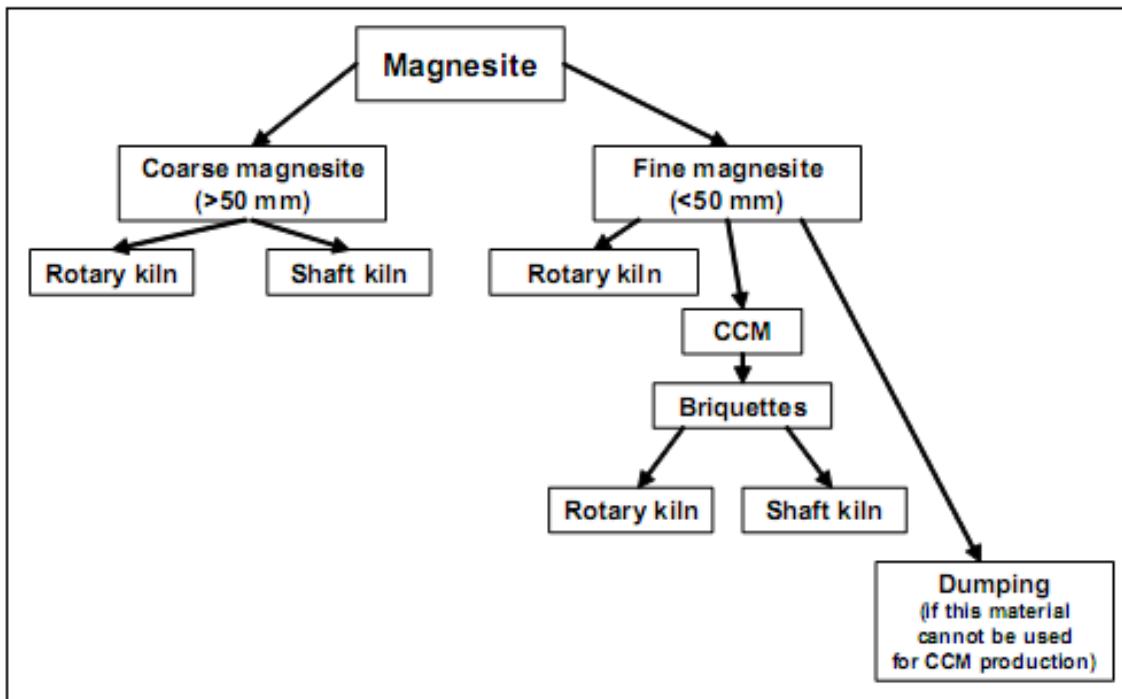 Magnesite
Coarse magnesite
(>50 mm)
Fine magnesite
(<50 mm)
Rotary kiln
Shaft kiln
Rotary kiln
CCM
Briquettes
Rotary kiln
Shaft kiln
Dumping
(if this material
cannot be used
for CCM production)